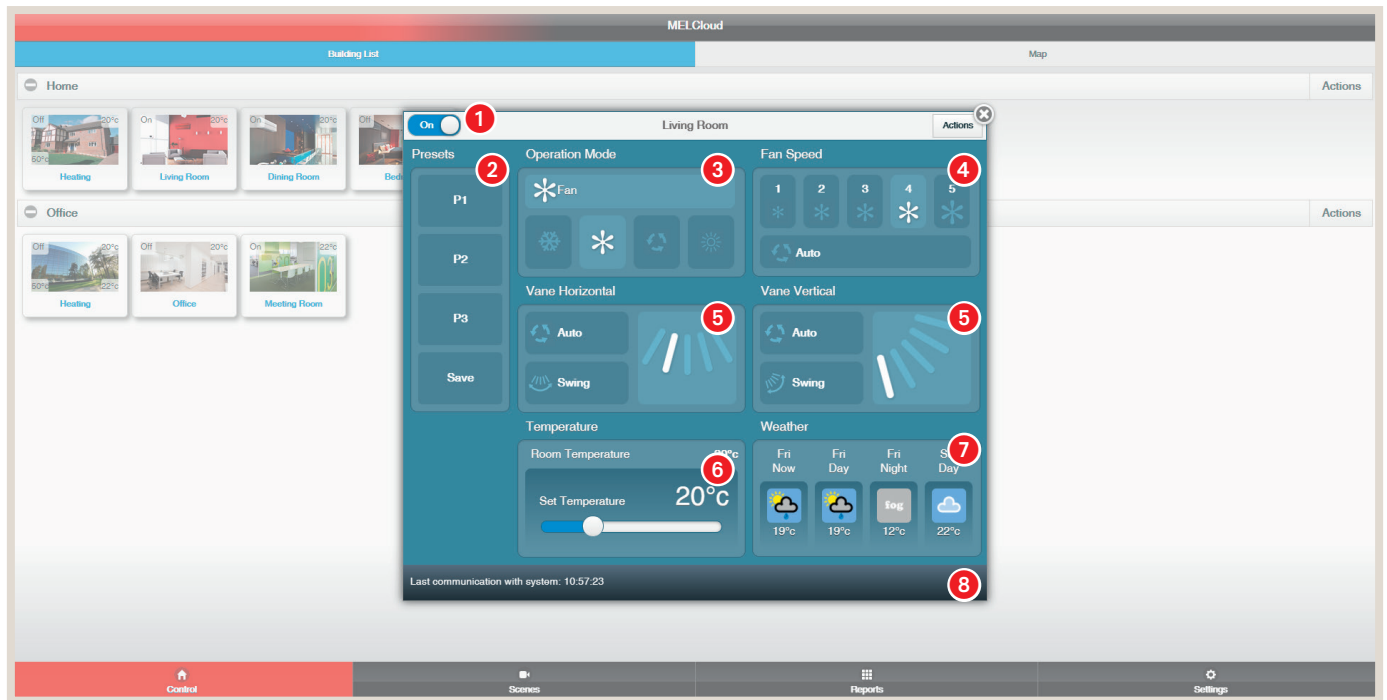 MELCloud
Building List
Map
Home
Actions
Off 20°c
50°c
Heating
On 20°c
Living Room
On 20°c
Dining Room
Off
Office
Actions
Off 20°c
50°c 22°c
Heating
Off 20°c
Office
On 22°c
Meeting Room
On
1
Living Room
Actions
Presets
2
P1
P2
P3
Save
Operation Mode
3
Fan
Fan Speed
4
1 2 3 4 5
Auto
Vane Horizontal
5
Auto
Swing
Vane Vertical
5
Auto
Swing
Temperature
Room Temperature
6
Set Temperature 20°c
Weather
7
Fri Fri Fri
Now Day Night Day
fog
19°c 19°c 12°c 22°c
Last communication with system: 10:57:23
8
Control
Scenes
Reports
Settings